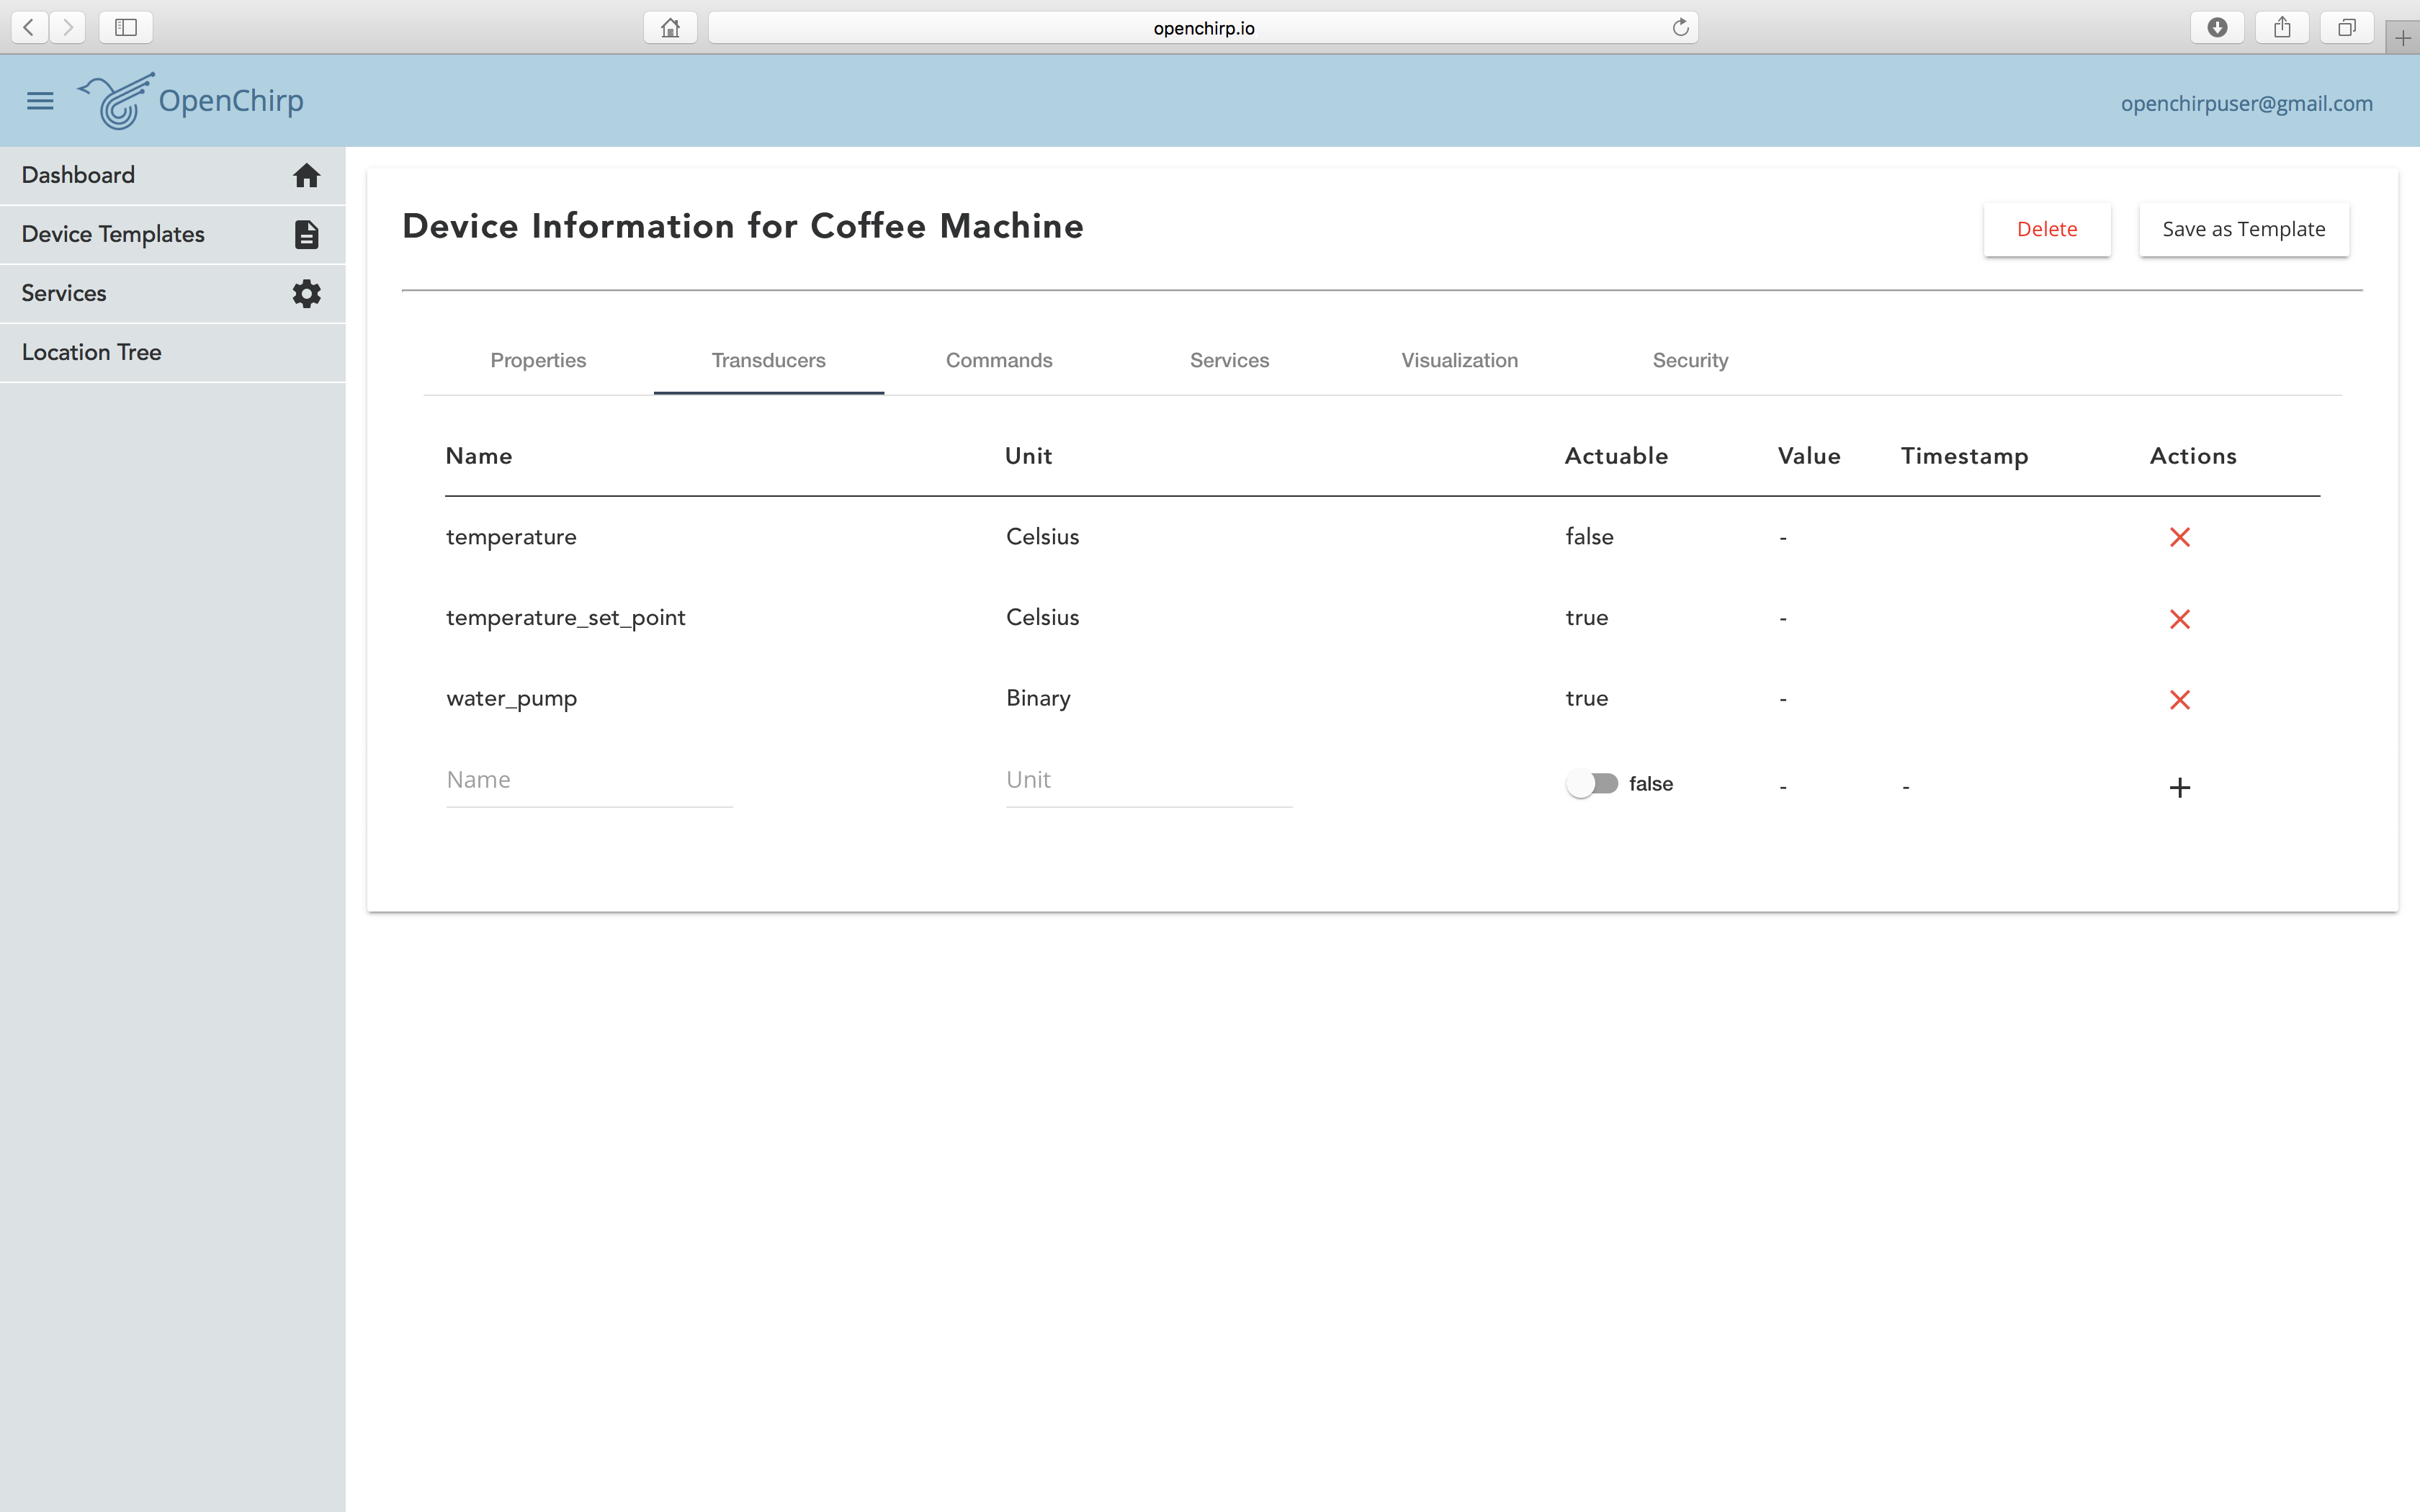 openchirp.io
OpenChirp
openchirpuser@gmail.com
Dashboard
Device Templates
Services
Location Tree
Device Information for Coffee Machine
Delete
Save as Template
Properties Transducers Commands Services Visualization Security
Name Unit Actuable Value Timestamp Actions
temperature Celsius false -
temperature_set_point Celsius true -
water_pump Binary true -
Name Unit false - -